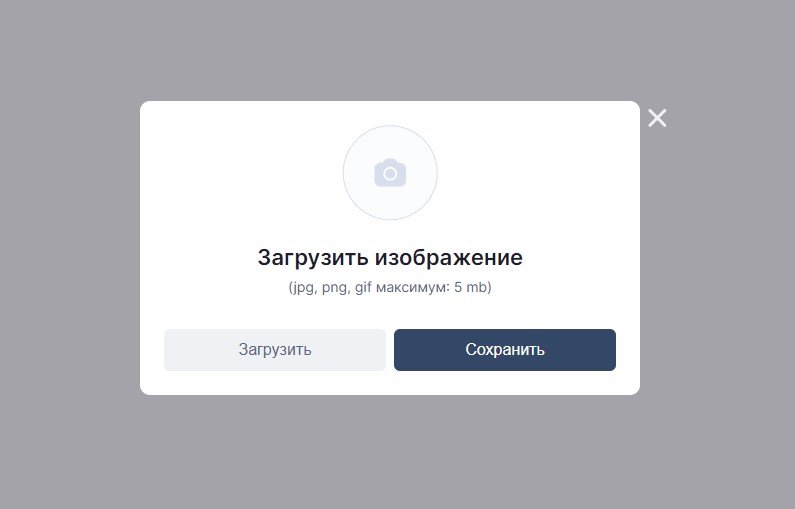 Загрузить изображение
(jpg, png, gif максимум: 5 mb)
Загрузить
Сохранить